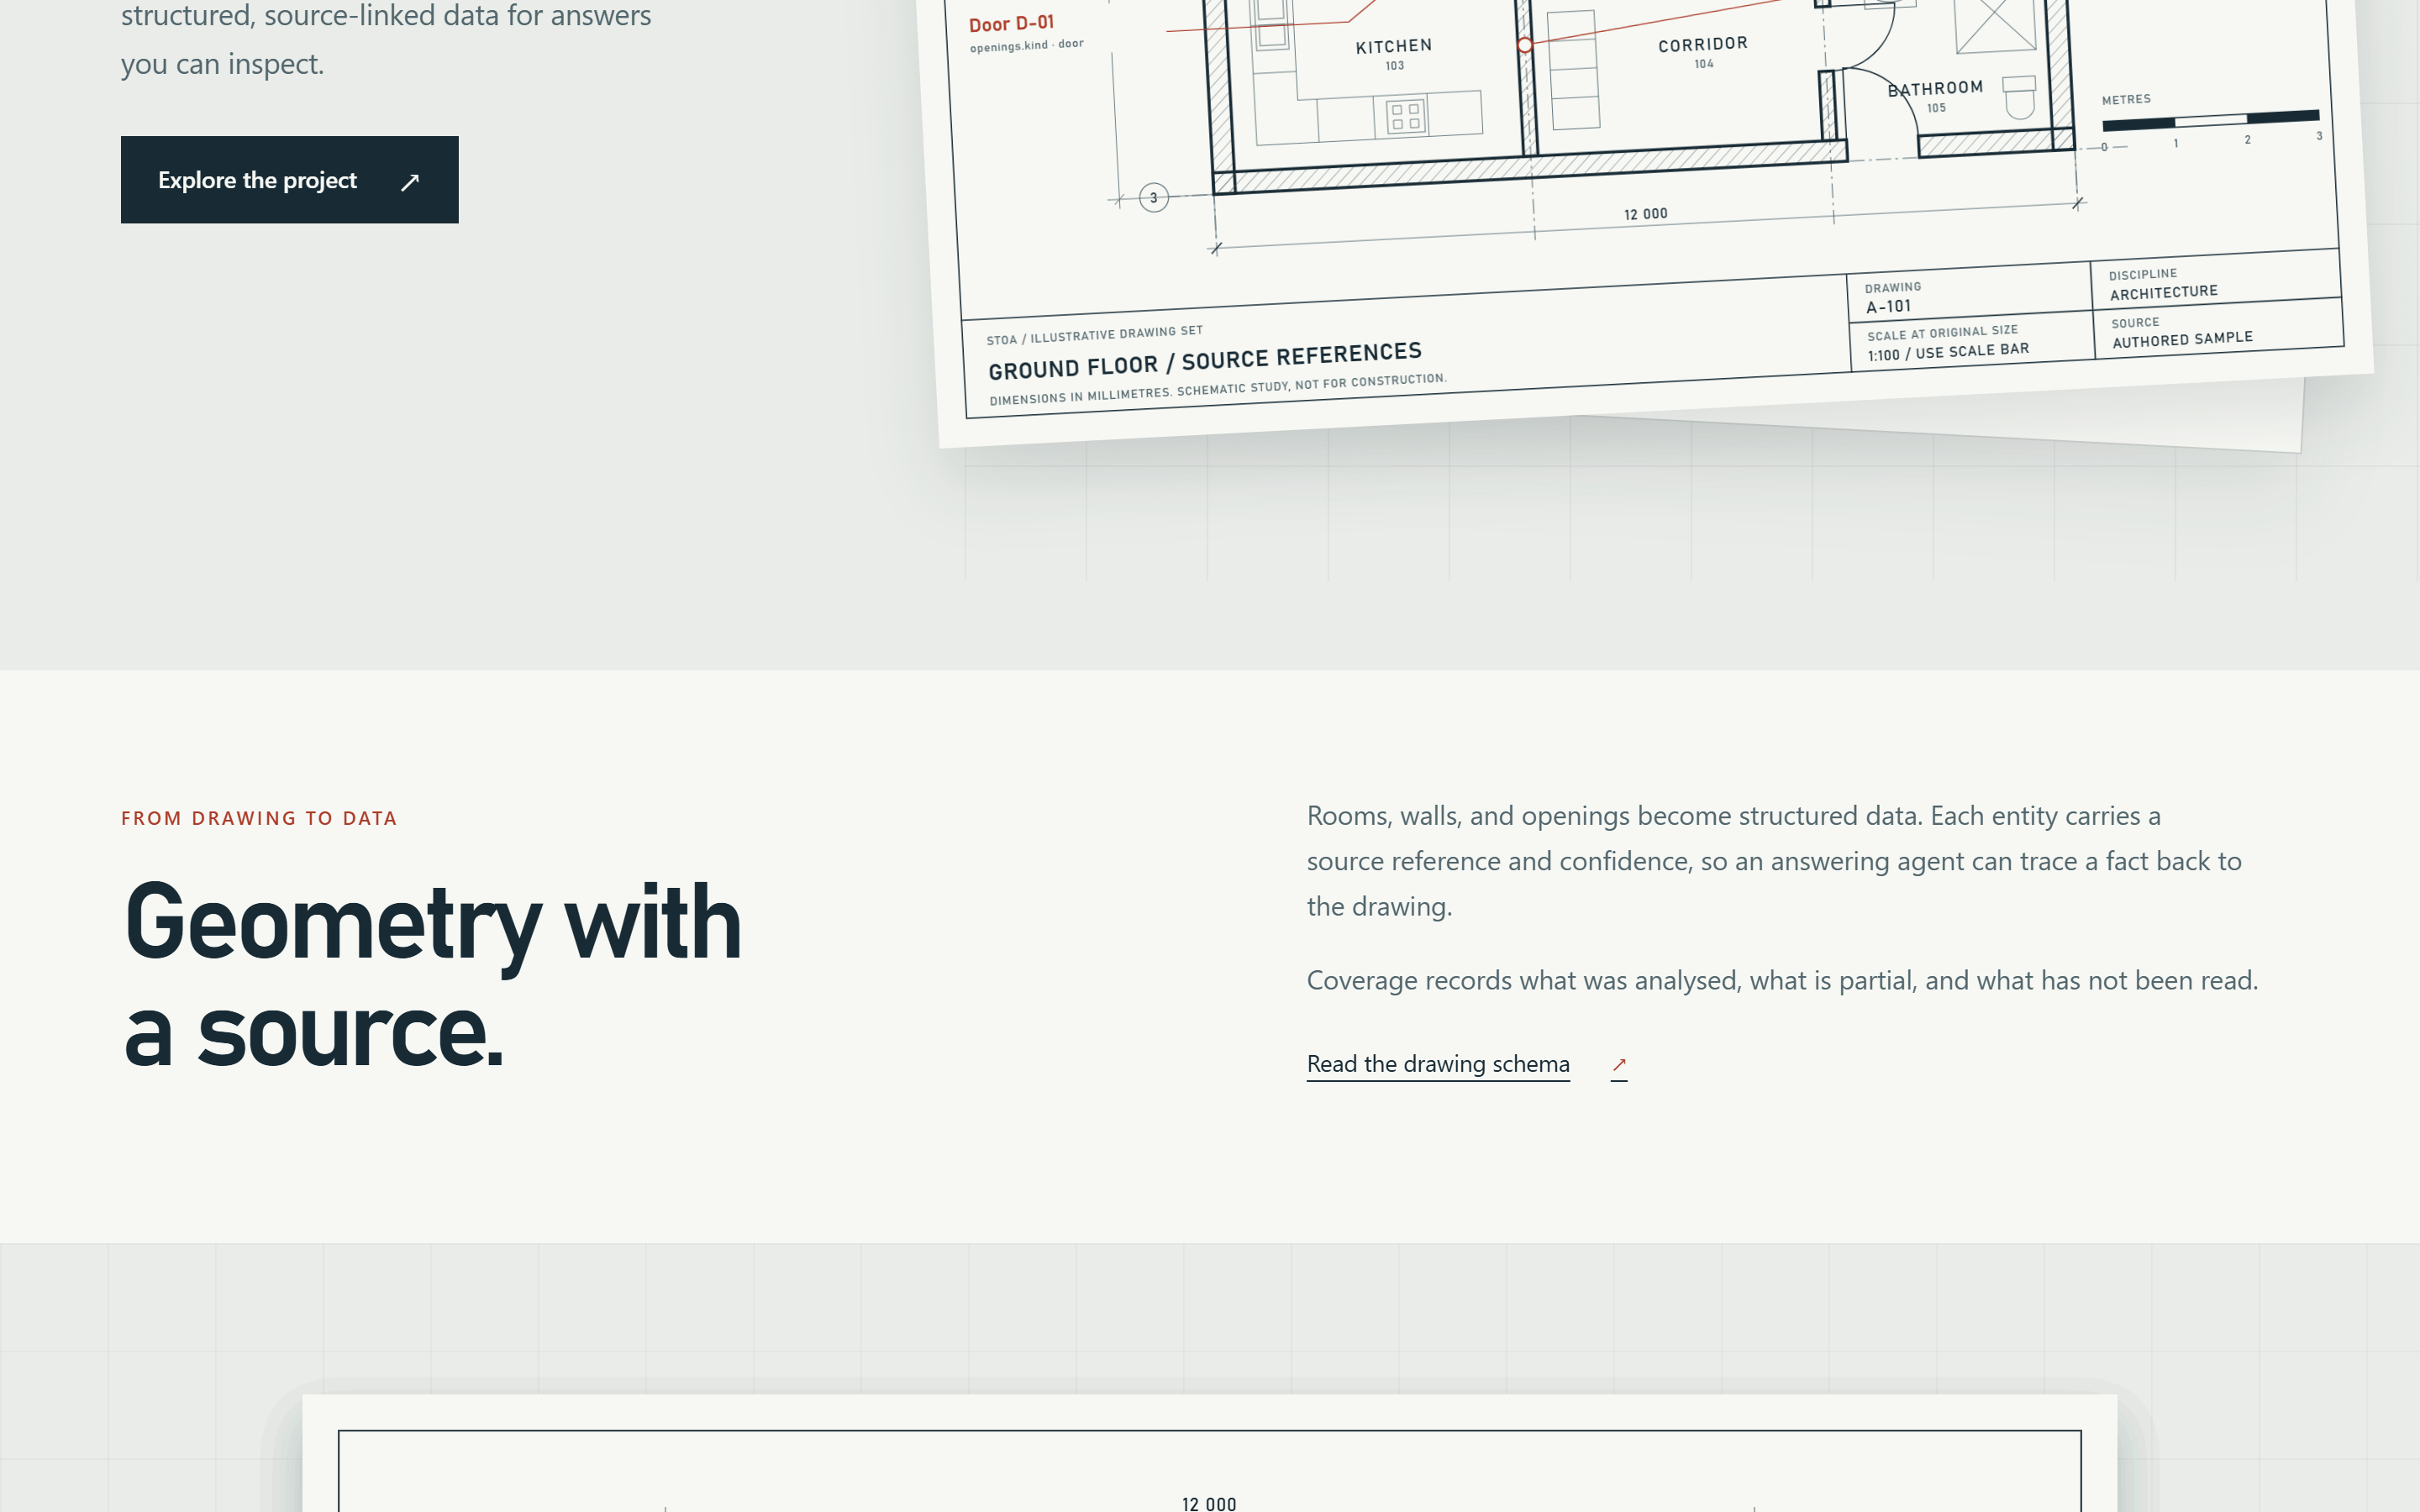 structured, source-linked data for answers
you can inspect.
Explore the project ↗
Door D-01
openings.kind · door
KITCHEN
103
CORRIDOR
104
BATHROOM
105
METRES
0 1 2 3
3
12 000
STOA / ILLUSTRATIVE DRAWING SET
GROUND FLOOR / SOURCE REFERENCES
DIMENSIONS IN MILLIMETRES. SCHEMATIC STUDY, NOT FOR CONSTRUCTION.
DRAWING
A-101
DISCIPLINE
ARCHITECTURE
SCALE AT ORIGINAL SIZE
1:100 / USE SCALE BAR
SOURCE
AUTHORED SAMPLE
FROM DRAWING TO DATA
Geometry with
a source.
Rooms, walls, and openings become structured data. Each entity carries a
source reference and confidence, so an answering agent can trace a fact back to
the drawing.
Coverage records what was analysed, what is partial, and what has not been read.
Read the drawing schema ↗
12 000